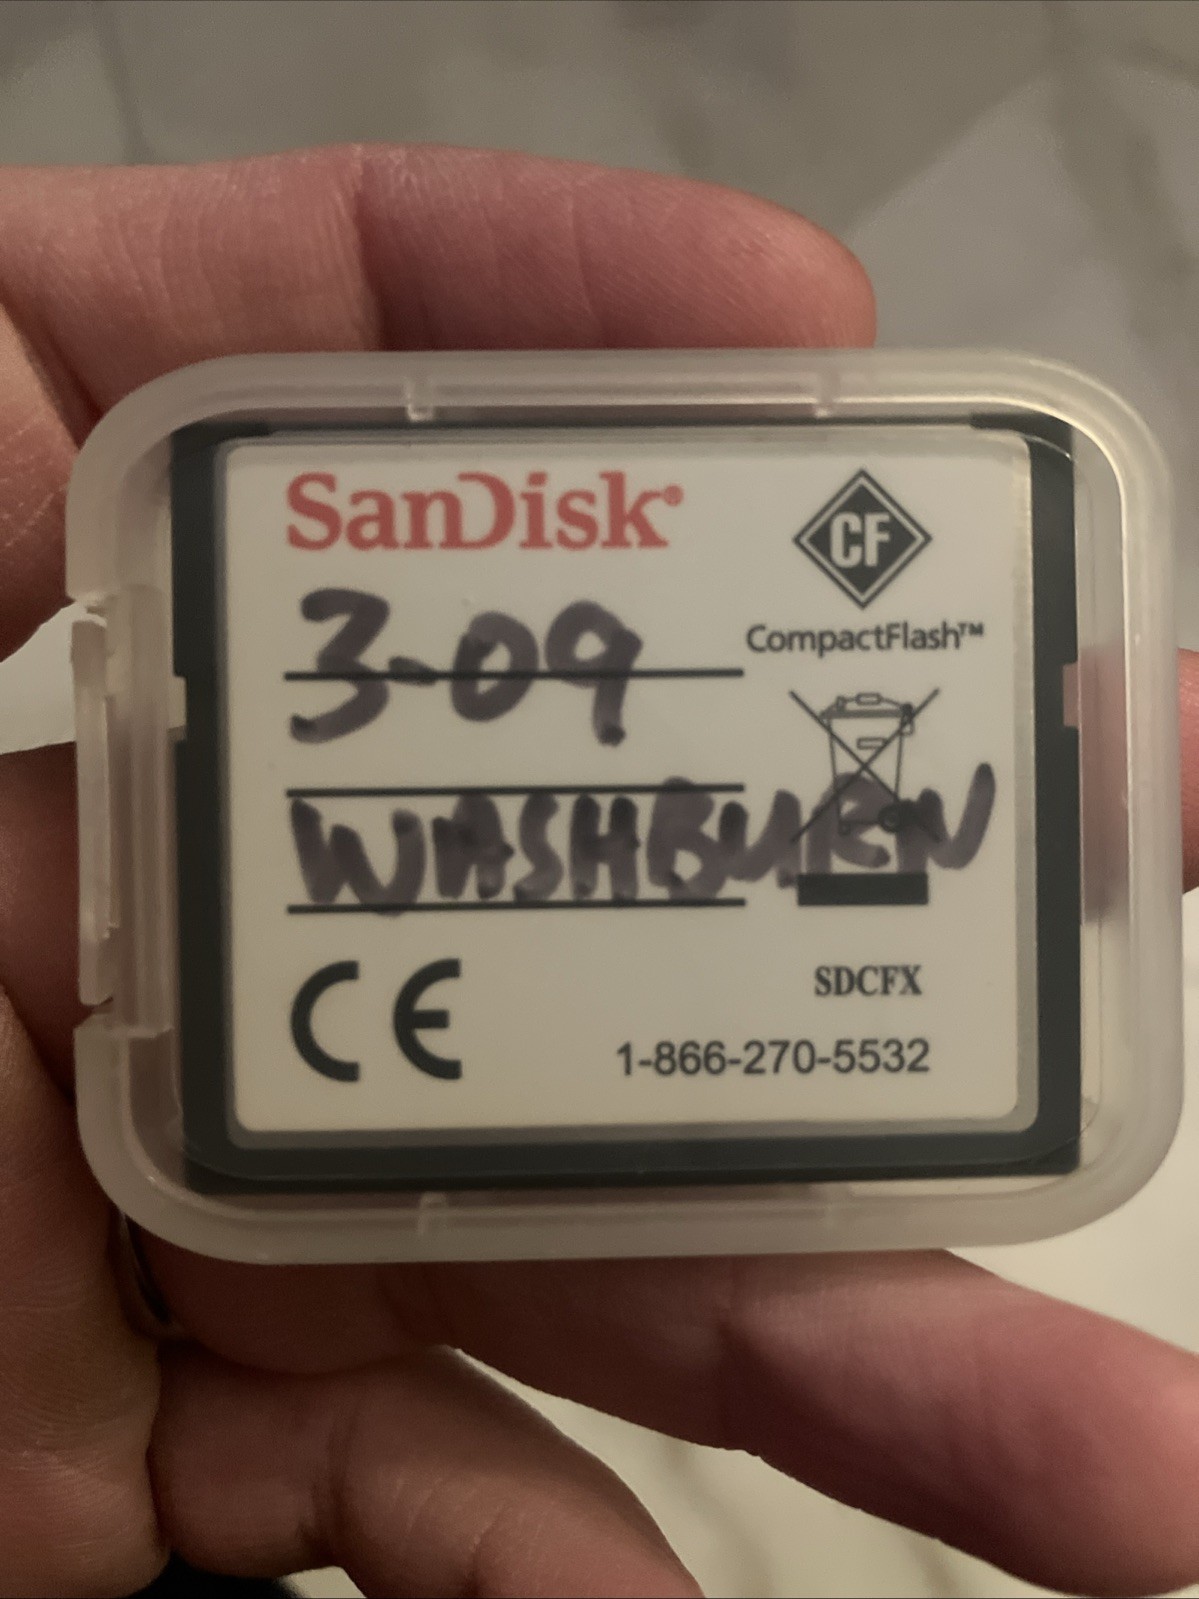 SanDisk®
CF
CompactFlash™
3-09
WASHBURN
CE
SDCFX
1-866-270-5532